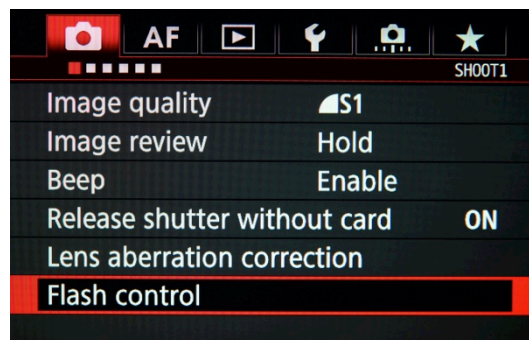 AF
SHOOT1
Image quality S1
Image review Hold
Beep Enable
Release shutter without card ON
Lens aberration correction
Flash control